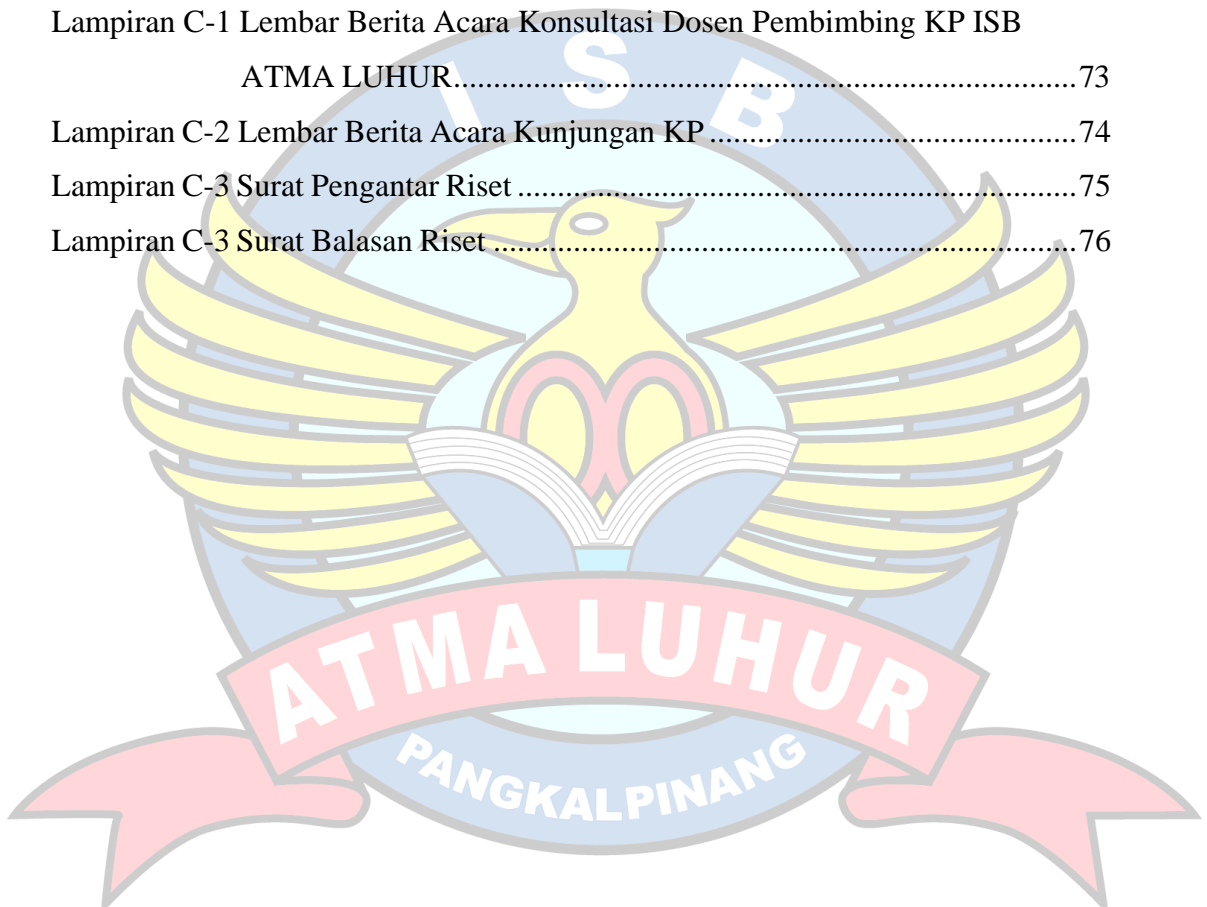 Lampiran C-1 Lembar Berita Acara Konsultasi Dosen Pembimbing KP ISB
ATMA LUHUR............................................................................73
Lampiran C-2 Lembar Berita Acara Kunjungan KP.............................................74
Lampiran C-3 Surat Pengantar Riset....................................................................75
Lampiran C-3 Surat Balasan Riset.......................................................................76
I S B
ATMA LUHUR
PANGKALPINANG